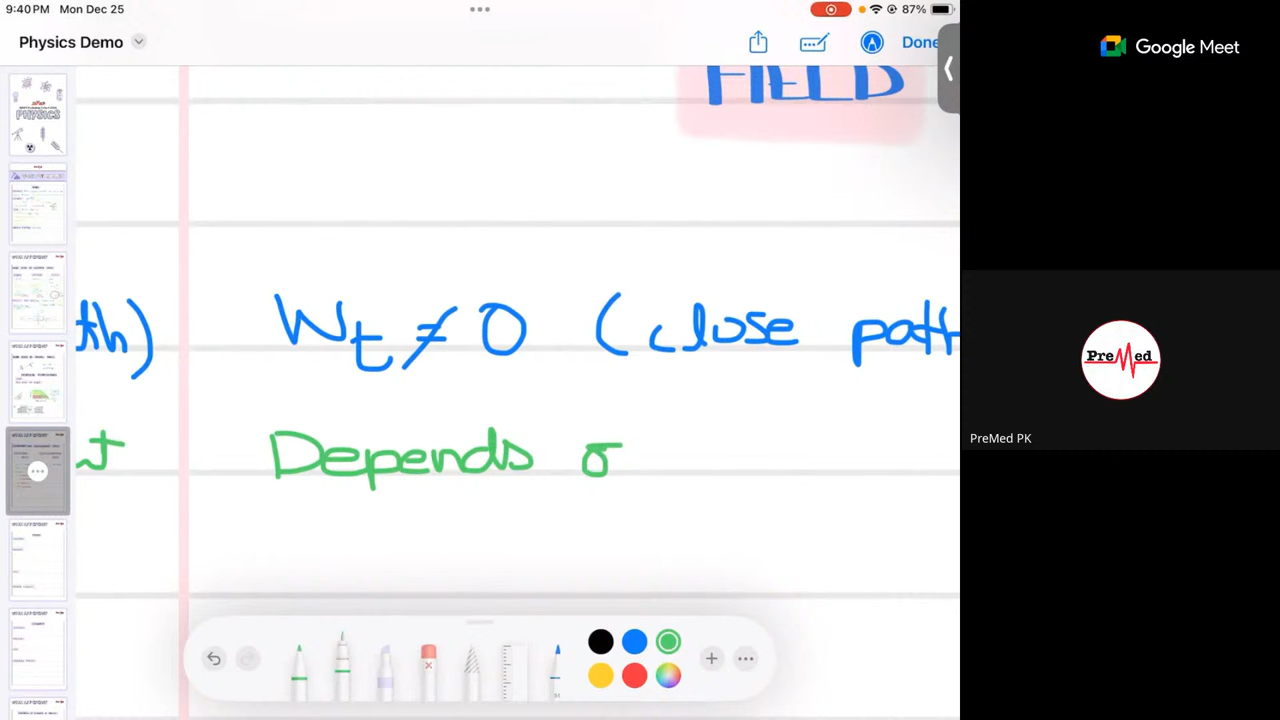 9:40 PM Mon Dec 25
87%
Physics Demo
Done
Google Meet
FIELD
Wt ≠ 0 (close path
Depends o
PreMed
PreMed PK
PHYSICS